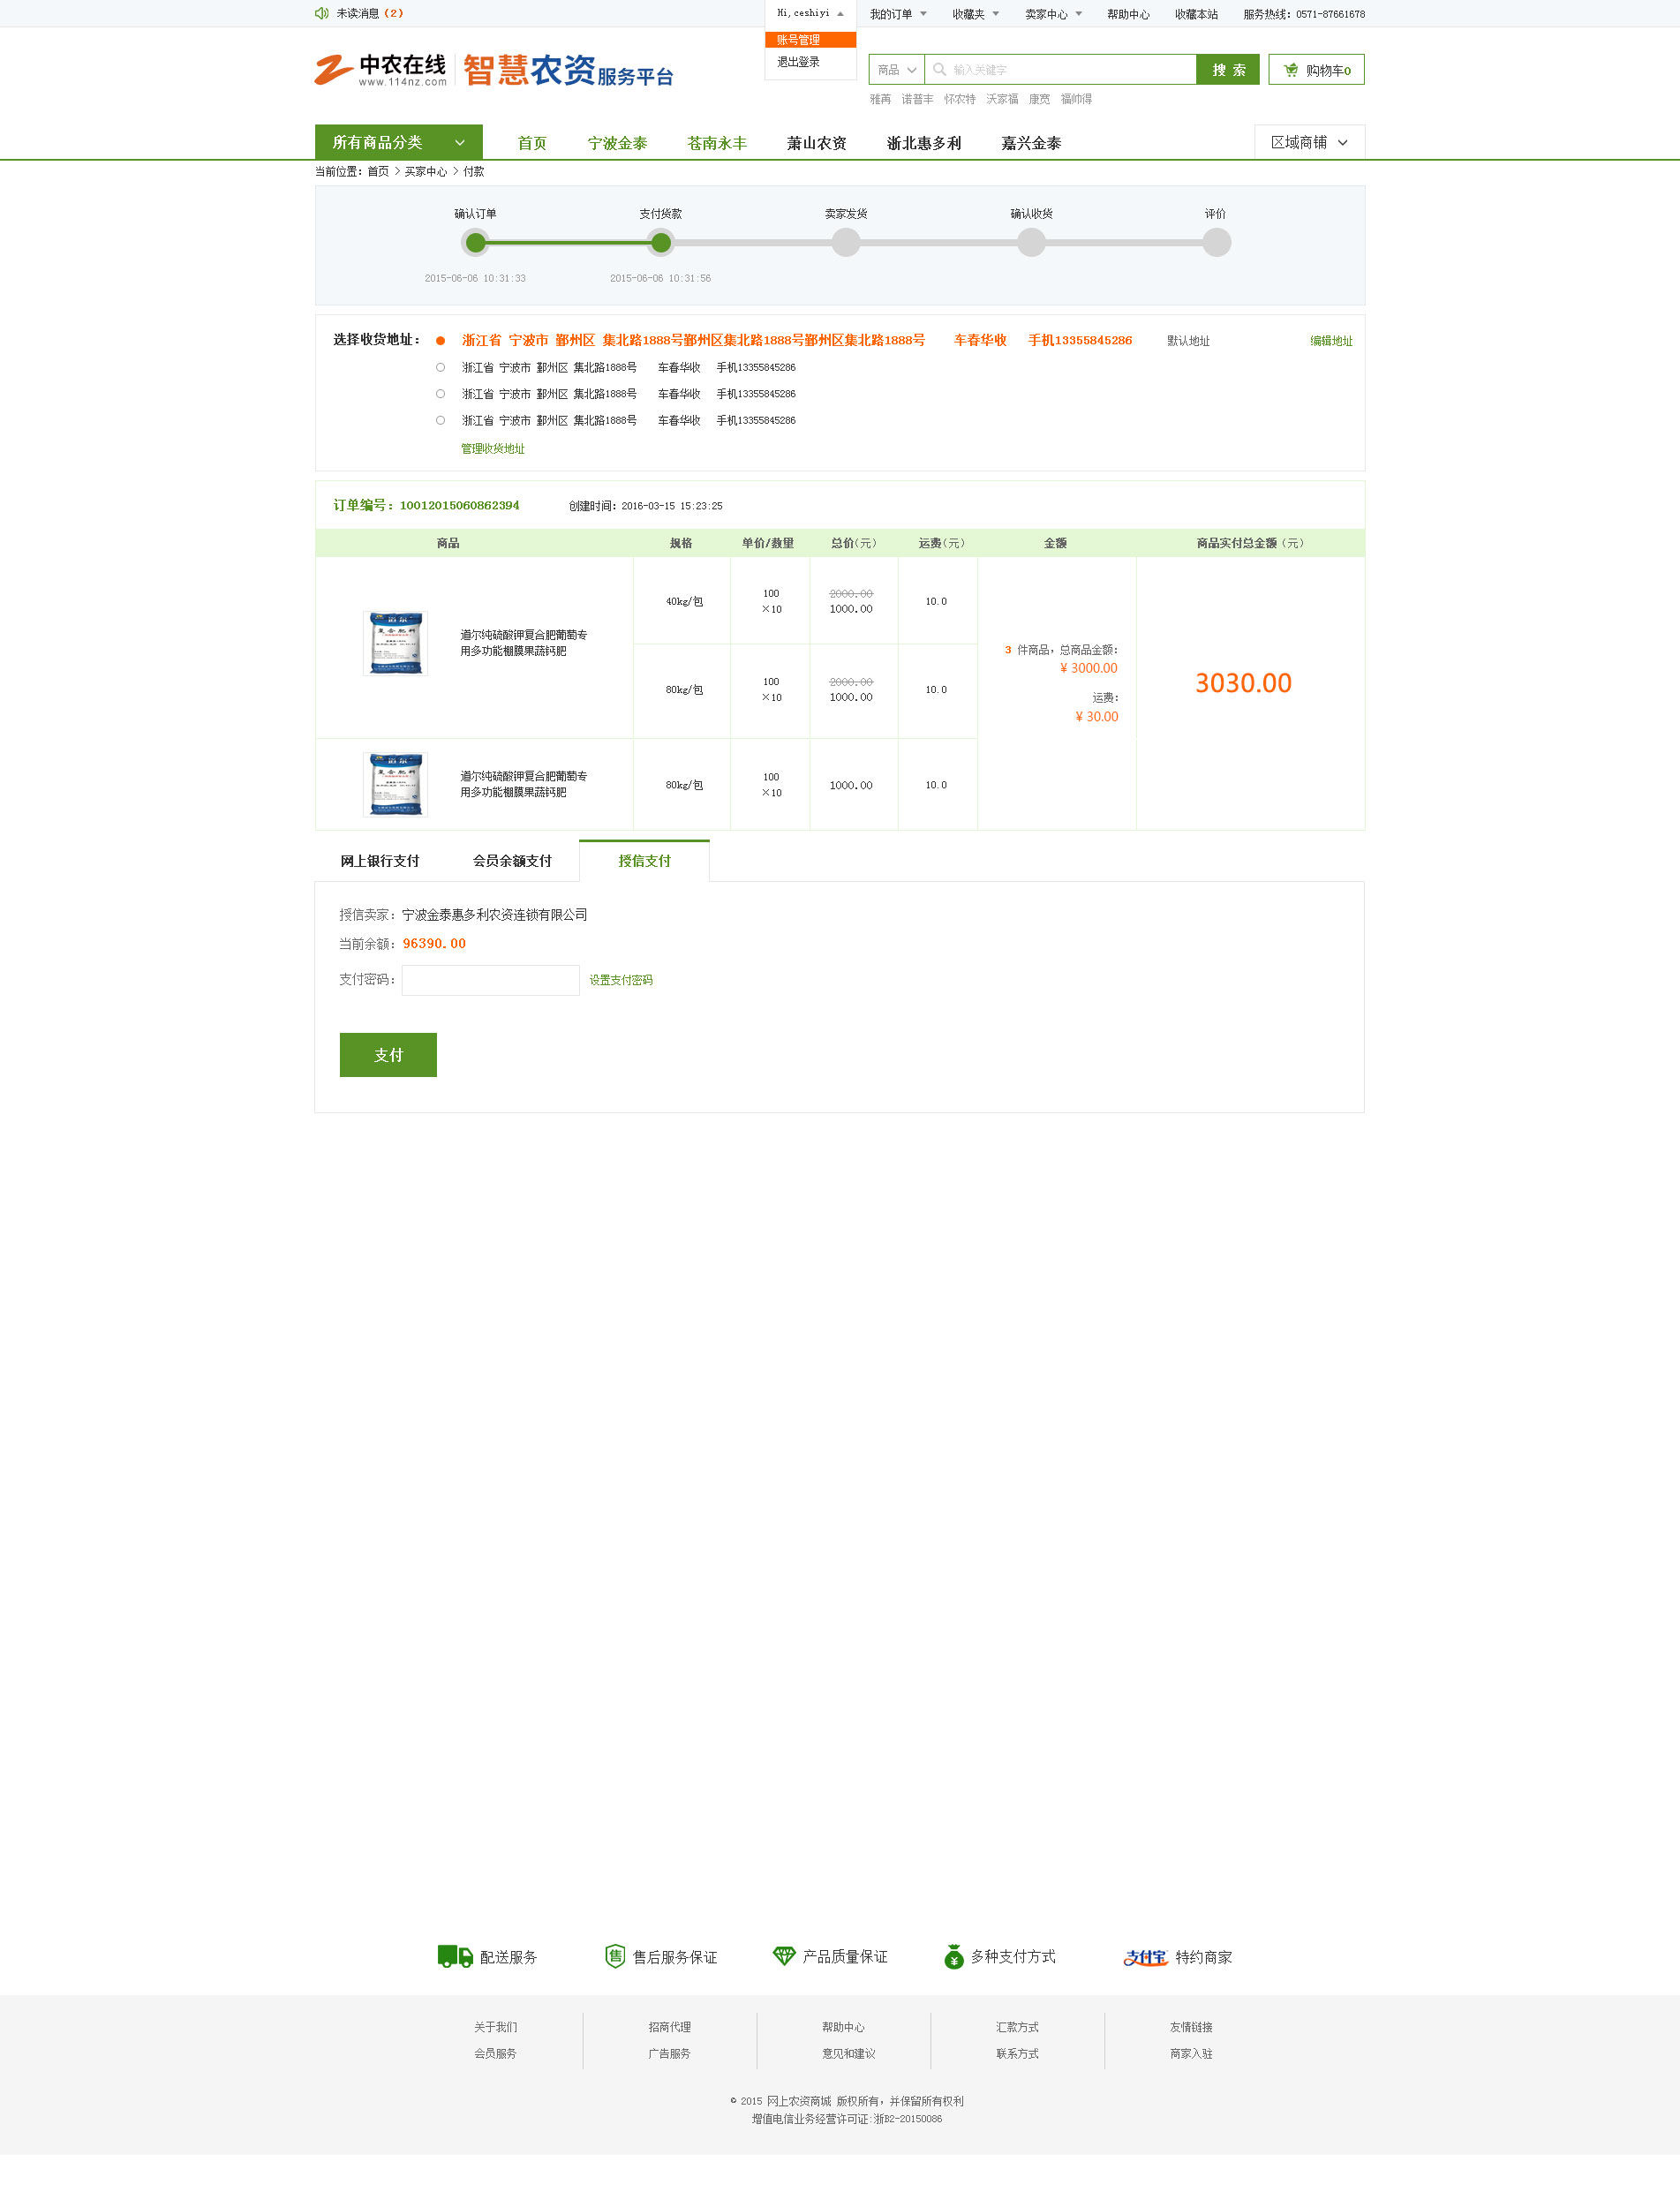 未读消息（2）
Hi,ceshiyi
我的订单
收藏夹
卖家中心
帮助中心
收藏本站
服务热线：0571-87661678
账号管理
退出登录
中农在线
www.114nz.com
智慧农资服务平台
商品
输入关键字
搜 索
购物车0
雅苒 诺普丰 怀农特 沃家福 康宽 福帅得
所有商品分类
首页
宁波金泰
苍南永丰
萧山农资
浙北惠多利
嘉兴金泰
区域商铺
当前位置：首页 > 买家中心 > 付款
确认订单
支付货款
卖家发货
确认收货
评价
2015-06-06 10:31:33
2015-06-06 10:31:56
选择收货地址：
浙江省 宁波市 鄞州区 集北路1888号鄞州区集北路1888号鄞州区集北路1888号 车春华收 手机13355845286
默认地址
编辑地址
浙江省 宁波市 鄞州区 集北路1888号 车春华收 手机13355845286
浙江省 宁波市 鄞州区 集北路1888号 车春华收 手机13355845286
浙江省 宁波市 鄞州区 集北路1888号 车春华收 手机13355845286
管理收货地址
订单编号：10012015060862394
创建时间：2016-03-15 15:23:25
商品
规格
单价/数量
总价（元）
运费（元）
金额
商品实付总金额（元）
遁尔纯硫酸钾复合肥葡萄专
用多功能棚膜果蔬钙肥
40kg/包
100
×10
2000.00
1000.00
10.0
80kg/包
100
×10
2000.00
1000.00
10.0
3 件商品，总商品金额：
¥ 3000.00
运费：
¥ 30.00
3030.00
复合肥料
遁尔纯硫酸钾复合肥葡萄专
用多功能棚膜果蔬钙肥
80kg/包
100
×10
1000.00
10.0
复合肥料
网上银行支付
会员余额支付
授信支付
授信卖家：宁波金泰惠多利农资连锁有限公司
当前余额：96390.00
支付密码：
设置支付密码
支付
配送服务
售
售后服务保证
产品质量保证
¥
多种支付方式
支付宝
特约商家
关于我们
招商代理
帮助中心
汇款方式
友情链接
会员服务
广告服务
意见和建议
联系方式
商家入驻
© 2015 网上农资商城 版权所有，并保留所有权利
增值电信业务经营许可证:浙B2-20150086